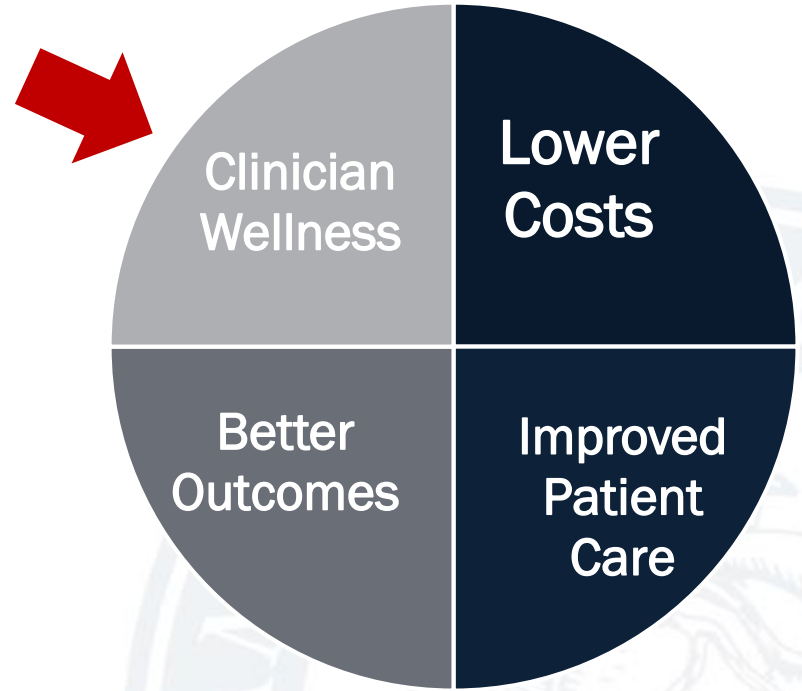 Clinician
Wellness
Lower
Costs
Better
Outcomes
Improved
Patient
Care